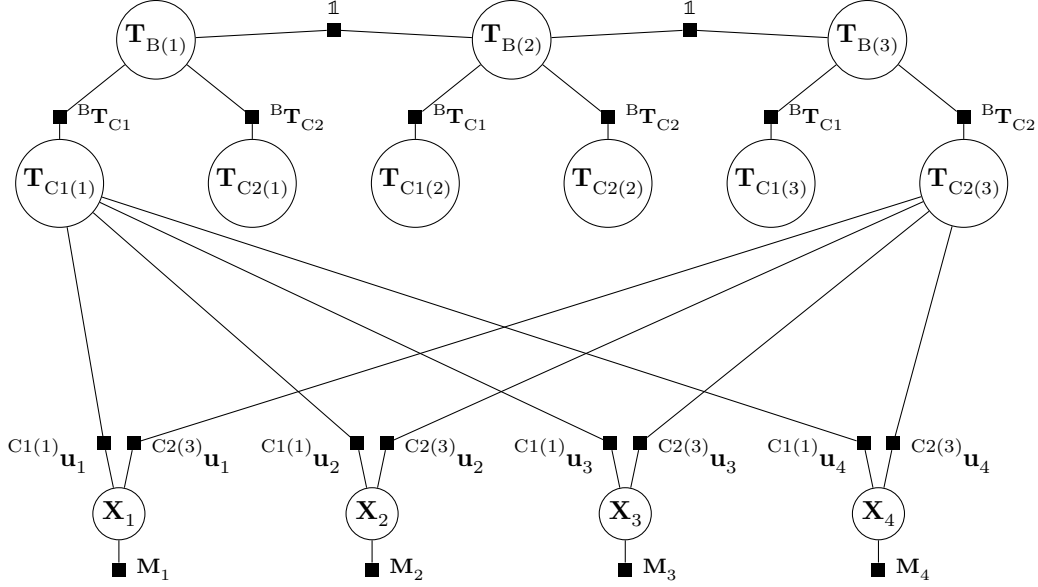 𝟙 𝟙
T_B(1) T_B(2) T_B(3)
^B T_C1 ^B T_C2 ^B T_C1 ^B T_C2 ^B T_C1 ^B T_C2
T_C1(1) T_C2(1) T_C1(2) T_C2(2) T_C1(3) T_C2(3)
^C1(1) u_1 ^C2(3) u_1 ^C1(1) u_2 ^C2(3) u_2 ^C1(1) u_3 ^C2(3) u_3 ^C1(1) u_4 ^C2(3) u_4
X_1 X_2 X_3 X_4
M_1 M_2 M_3 M_4